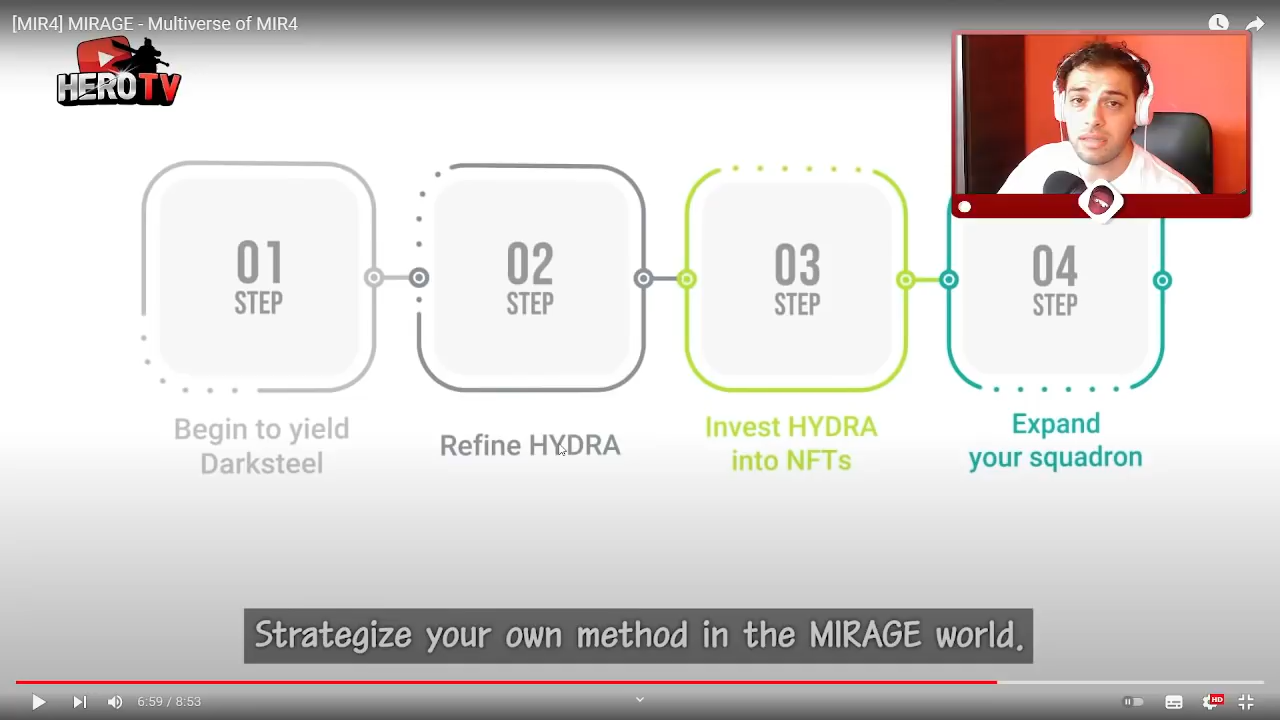 [MIR4] MIRAGE - Multiverse of MIR4
HEROTV
01
STEP
02
STEP
03
STEP
04
STEP
Begin to yield
Darksteel
Refine HYDRA
Invest HYDRA
into NFTs
Expand
your squadron
Strategize your own method in the MIRAGE world.
6:59 / 8:53
HD